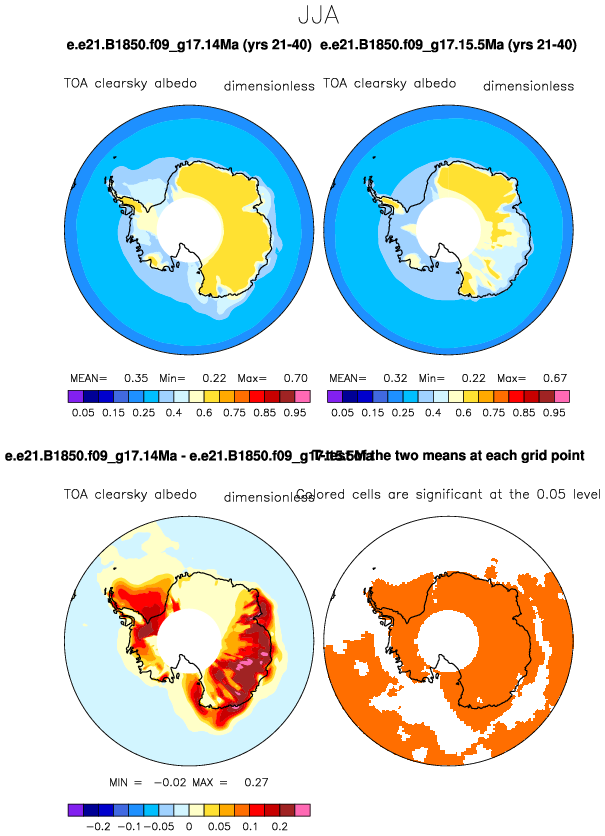 JJA
e.e21.B1850.f09_g17.14Ma (yrs 21-40) e.e21.B1850.f09_g17.15.5Ma (yrs 21-40)
TOA clearsky albedo dimensionless TOA clearsky albedo dimensionless
MEAN= 0.35 Min= 0.22 Max= 0.70 MEAN= 0.32 Min= 0.22 Max= 0.67
0.05 0.15 0.25 0.4 0.6 0.75 0.85 0.95 0.05 0.15 0.25 0.4 0.6 0.75 0.85 0.95
e.e21.B1850.f09_g17.14Ma - e.e21.B1850.f09_g17.15.5Ma T-test of the two means at each grid point
TOA clearsky albedo dimensionless Colored cells are significant at the 0.05 level
MIN = -0.02 MAX = 0.27
-0.2 -0.1 -0.05 0 0.05 0.1 0.2